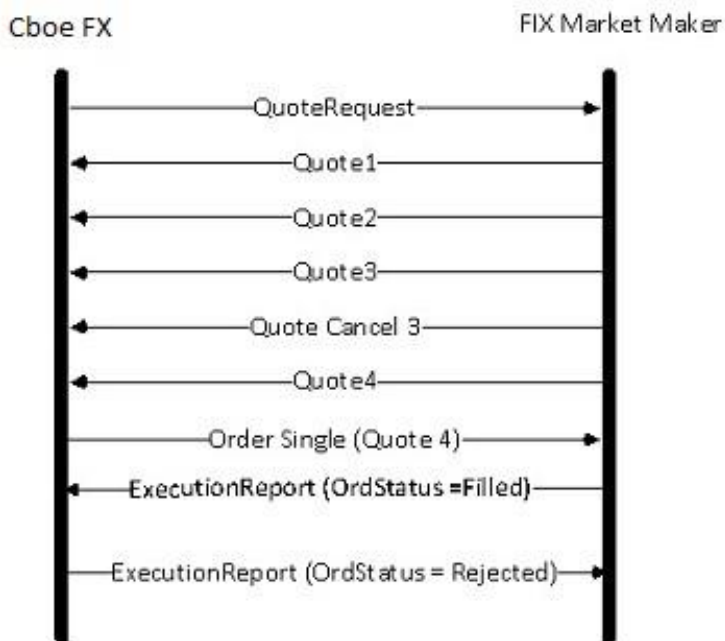 Cboe FX
FIX Market Maker
QuoteRequest
Quote1
Quote2
Quote3
Quote Cancel 3
Quote4
Order Single (Quote 4)
ExecutionReport (OrdStatus =Filled)
ExecutionReport (OrdStatus = Rejected)